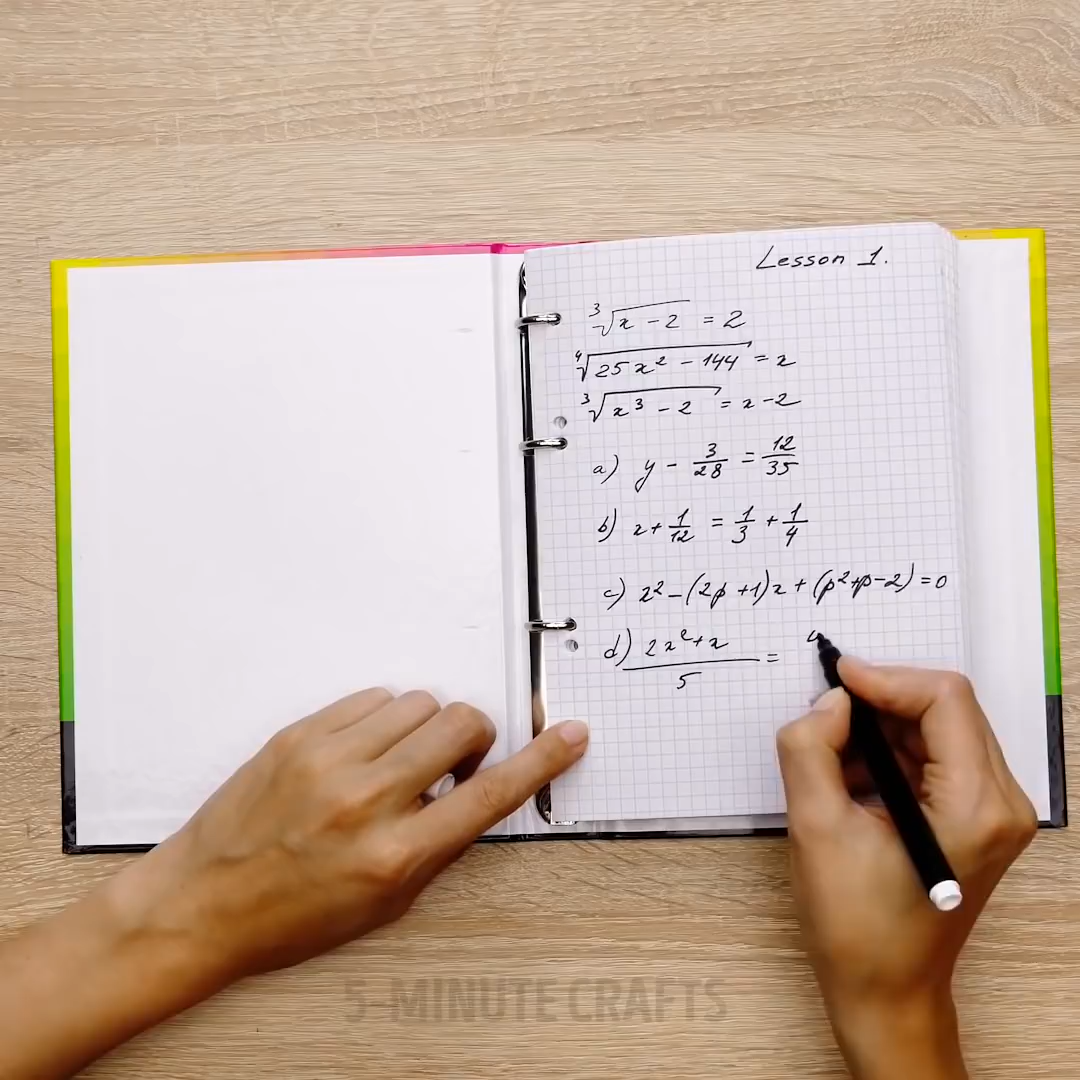 Lesson 1.
∛(x - 2) = 2
∜(25x² - 144) = x
∛(x³ - 2) = x - 2
a) y - 3/28 = 12/35
b) x + 1/12 = 1/3 + 1/4
c) x² - (2p + 1)x + (p² + p - 2) = 0
d) (2x² + x)/5 =
5-MINUTE CRAFTS